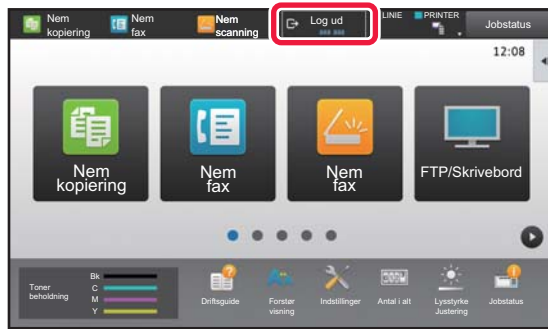 Nem
kopiering
Nem
fax
Nem
scanning
Log ud
LINIE
PRINTER
Jobstatus
12:08
Nem
kopiering
Nem
fax
Nem
fax
FTP/Skrivebord
Toner
beholdning
Bk
C
M
Y
Driftsguide
Forstør
visning
Indstillinger
Antal i alt
Lysstyrke
Justering
Jobstatus